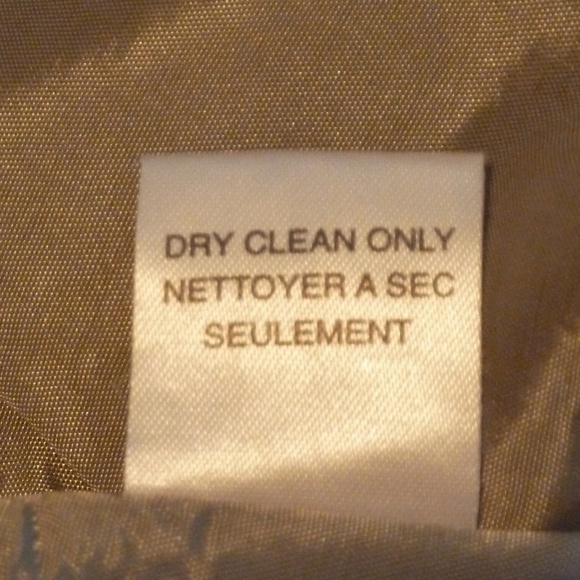 DRY CLEAN ONLY
NETTOYER A SEC
SEULEMENT